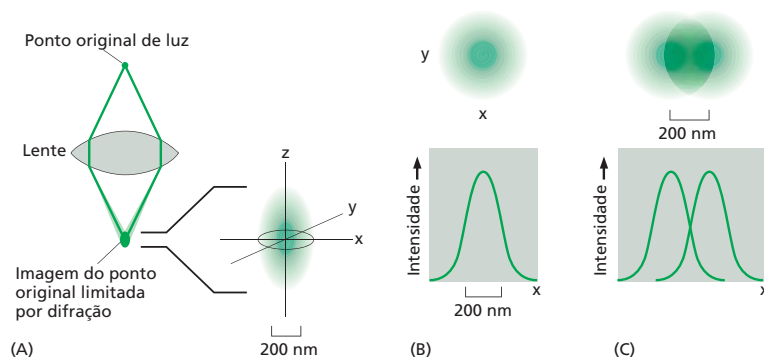 Ponto original de luz
Lente
Imagem do ponto
original limitada
por difração
z
y
x
200 nm
(A)
y
x
Intensidade
x
200 nm
(B)
200 nm
Intensidade
x
(C)